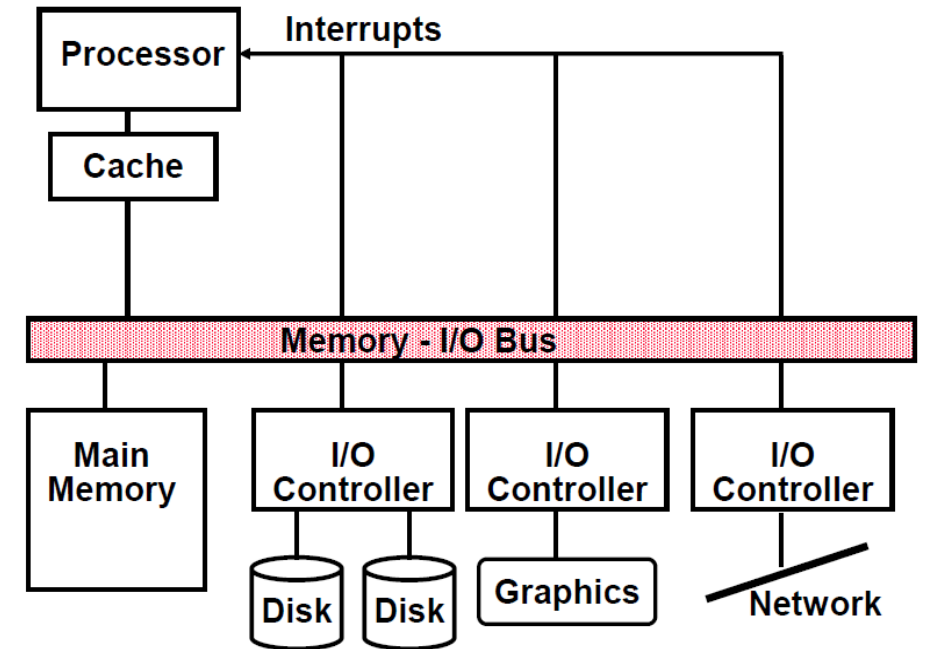 Interrupts
Processor
Cache
Memory - I/O Bus
Main
Memory
I/O
Controller
I/O
Controller
I/O
Controller
Disk
Disk
Graphics
Network